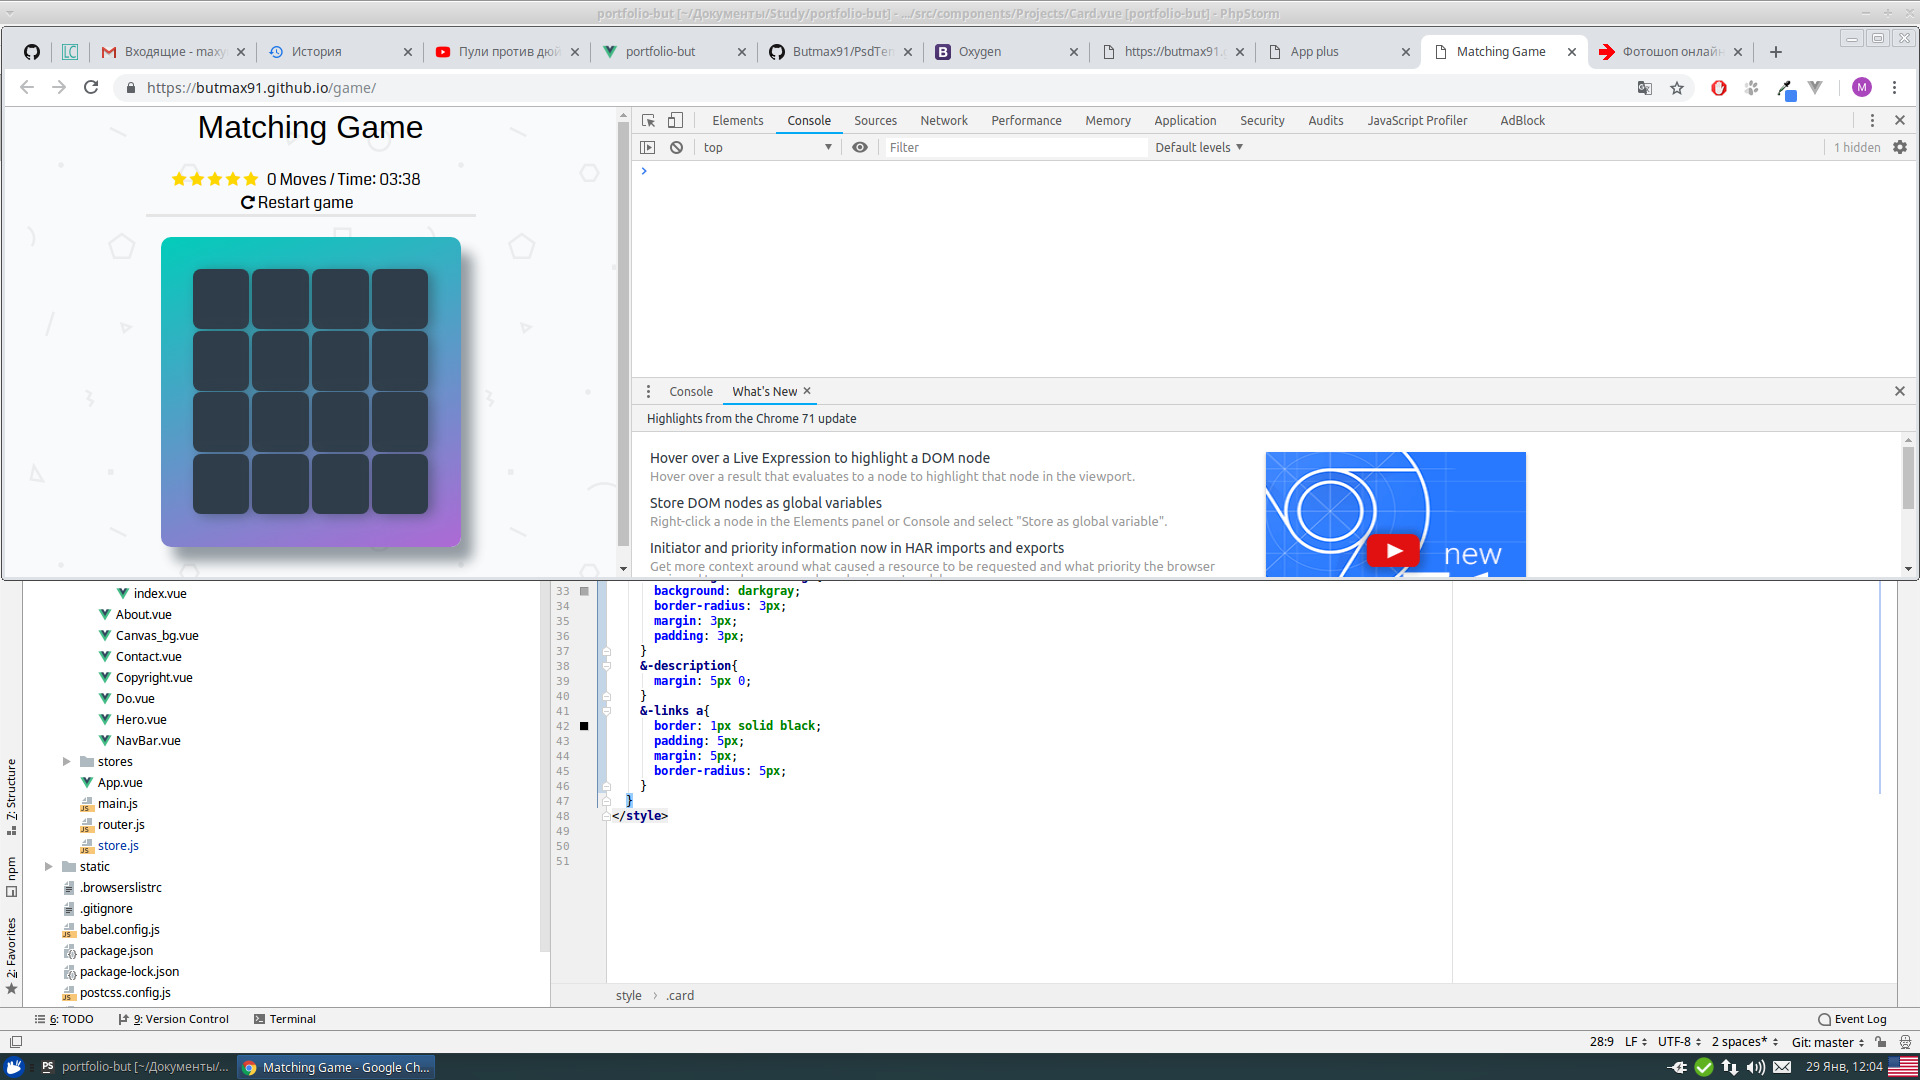 portfolio-but [~/Документы/Study/portfolio-but] - .../src/components/Projects/Card.vue [portfolio-but] - PhpStorm
Входящие - maxy
История
Пули против дюй
portfolio-but
Butmax91/PsdTen
Oxygen
https://butmax91.g
App plus
Matching Game
Фотошоп онлайн
https://butmax91.github.io/game/
M
Matching Game
0 Moves / Time: 03:38
Restart game
Elements Console Sources Network Performance Memory Application Security Audits JavaScript Profiler AdBlock
top
Filter
Default levels
1 hidden
Console What's New
Highlights from the Chrome 71 update
Hover over a Live Expression to highlight a DOM node
Hover over a result that evaluates to a node to highlight that node in the viewport.
Store DOM nodes as global variables
Right-click a node in the Elements panel or Console and select "Store as global variable".
Initiator and priority information now in HAR imports and exports
Get more context around what caused a resource to be requested and what priority the browser
new
index.vue
About.vue
Canvas_bg.vue
Contact.vue
Copyright.vue
Do.vue
Hero.vue
NavBar.vue
stores
App.vue
main.js
router.js
store.js
static
.browserslistrc
.gitignore
babel.config.js
package.json
package-lock.json
postcss.config.js
7: Structure
npm
2: Favorites
33 background: darkgray;
34 border-radius: 3px;
35 margin: 3px;
36 padding: 3px;
37 }
38 &-description{
39 margin: 5px 0;
40 }
41 &-links a{
42 border: 1px solid black;
43 padding: 5px;
44 margin: 5px;
45 border-radius: 5px;
46 }
47 }
48 </style>
49
50
51
style › .card
6: TODO 9: Version Control Terminal
Event Log
28:9 LF UTF-8 2 spaces* Git: master
portfolio-but [~/Документы/...
Matching Game - Google Ch...
29 Янв, 12:04